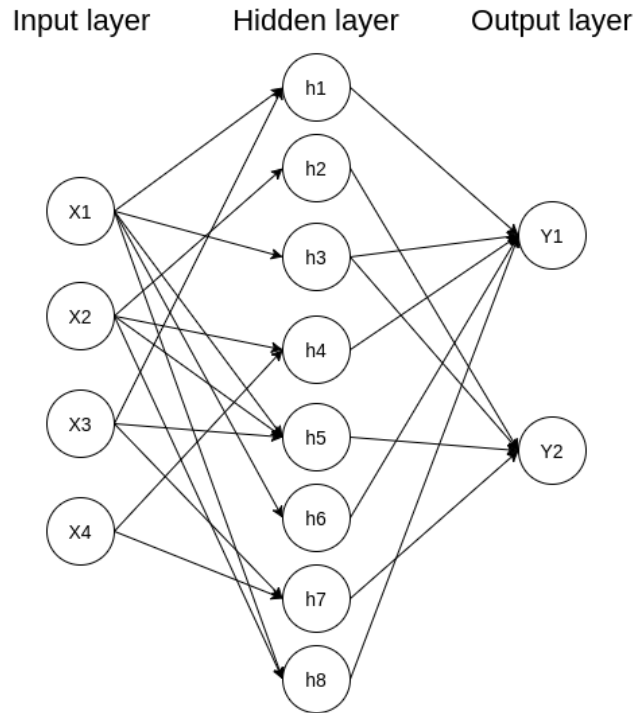 Input layer
Hidden layer
Output layer
h1
h2
X1
Y1
h3
X2
h4
X3
h5
Y2
h6
X4
h7
h8